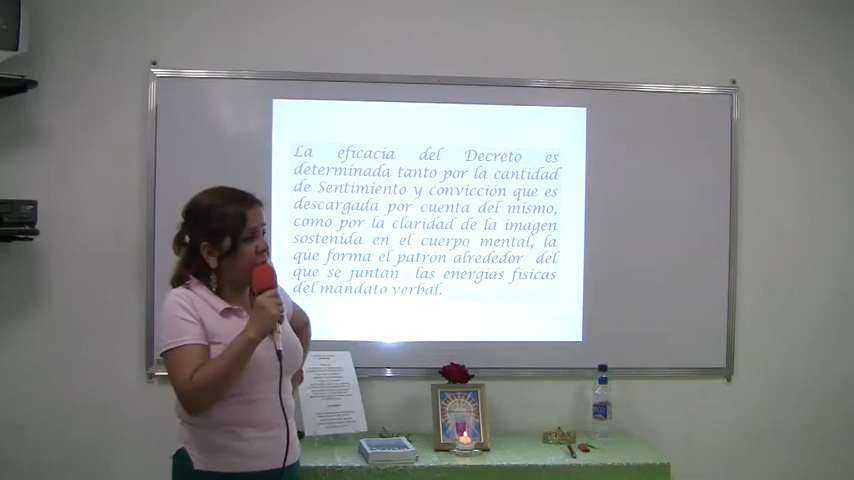 La eficacia del Decreto es
determinada tanto por la cantidad
de Sentimiento y convicción que es
descargada por cuenta del mismo,
como por la claridad de la imagen
sostenida en el cuerpo mental, la
que forma el patrón alrededor del
que se juntan las energías físicas
del mandato verbal.